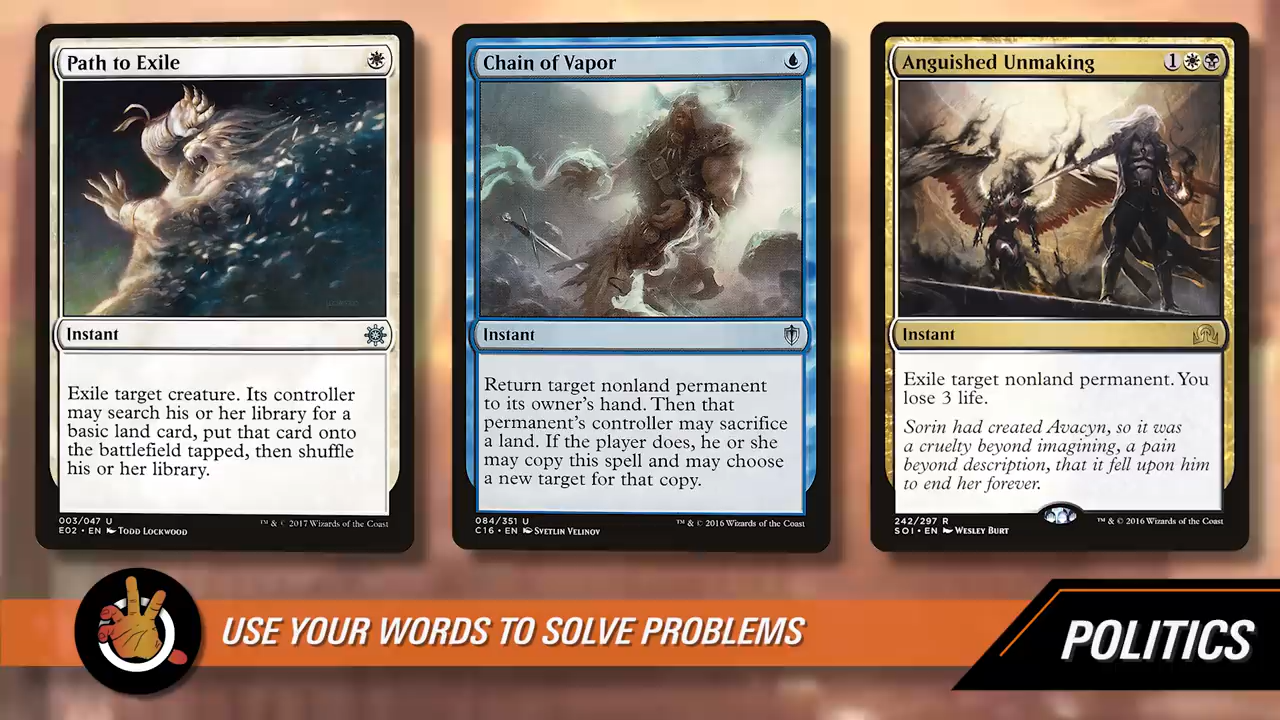 Path to Exile
Instant
Exile target creature. Its controller
may search his or her library for a
basic land card, put that card onto
the battlefield tapped, then shuffle
his or her library.
003/047 U
E02 • EN Todd Lockwood
™ & © 2017 Wizards of the Coast
Chain of Vapor
Instant
Return target nonland permanent
to its owner's hand. Then that
permanent's controller may sacrifice
a land. If the player does, he or she
may copy this spell and may choose
a new target for that copy.
084/351 U
C16 • EN Svetlin Velinov
™ & © 2016 Wizards of the Coast
Anguished Unmaking
1
Instant
Exile target nonland permanent. You
lose 3 life.
Sorin had created Avacyn, so it was
a cruelty beyond imagining, a pain
beyond description, that it fell upon him
to end her forever.
242/297 R
SOI • EN Wesley Burt
™ & © 2016 Wizards of the Coast
USE YOUR WORDS TO SOLVE PROBLEMS
POLITICS